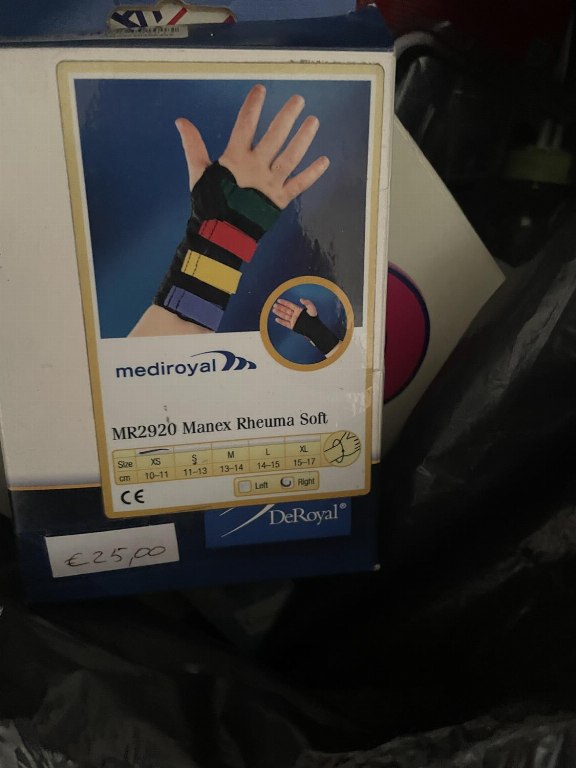 mediroyal
MR2920 Manex Rheuma Soft
Size XS S M L XL
cm 10–11 11–13 13–14 14–15 15–17
CE Left Right
DeRoyal®
€25,00